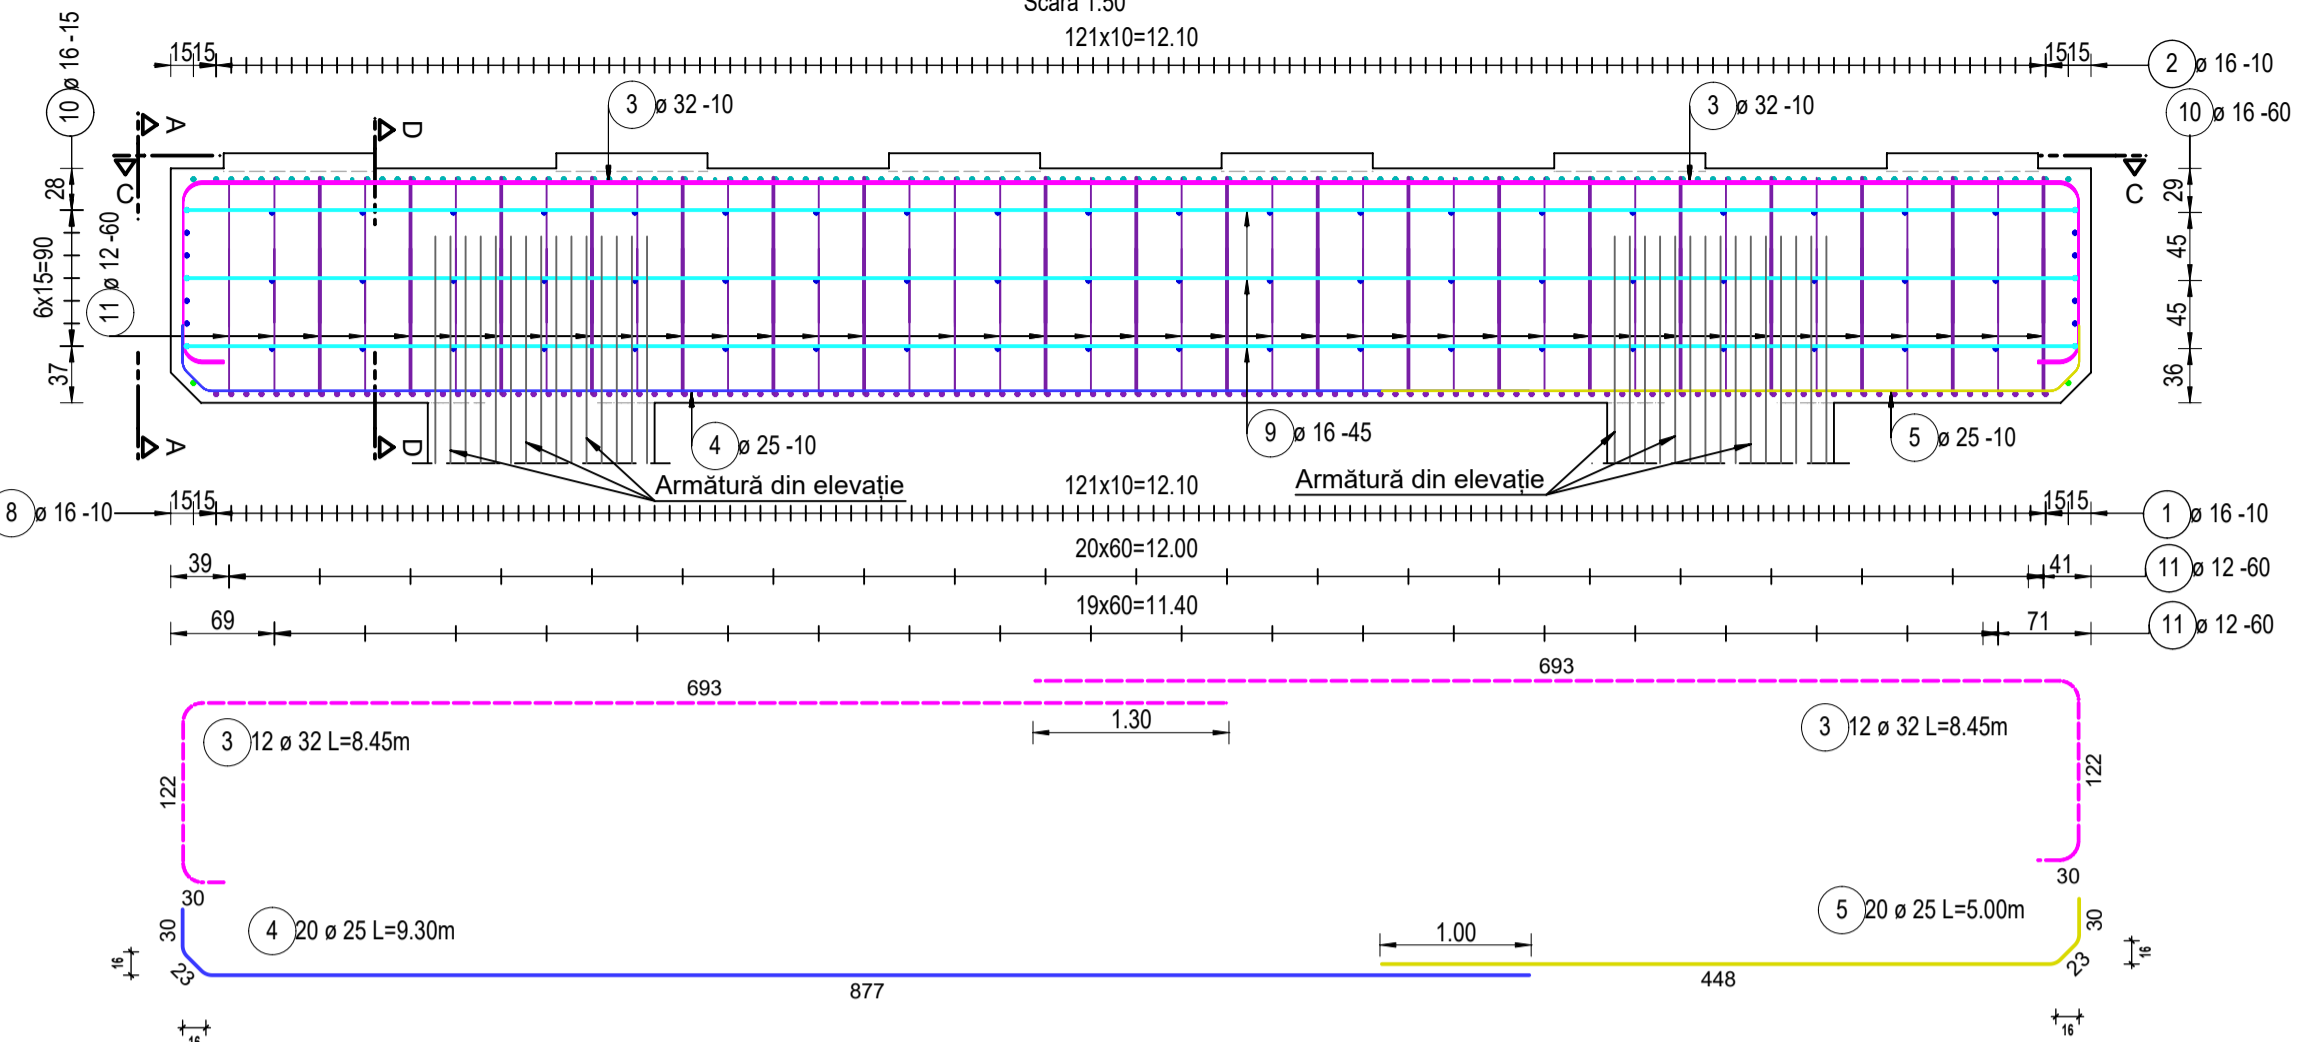 Scara 1:50
121x10=12.10
1515
1515
2 ø 16 -10
10 ø 16 -15
3 ø 32 -10
3 ø 32 -10
10 ø 16 -60
A
D
C
C
28
29
11 ø 12 -60
6x15=90
45
45
37
36
A
D
4 ø 25 -10
9 ø 16 -45
5 ø 25 -10
Armătură din elevație
Armătură din elevație
8 ø 16 -10
1515
121x10=12.10
1515
1 ø 16 -10
39
20x60=12.00
41
11 ø 12 -60
69
19x60=11.40
71
11 ø 12 -60
693
693
1.30
3 12 ø 32 L=8.45m
3 12 ø 32 L=8.45m
122
122
30
30
30
4 20 ø 25 L=9.30m
5 20 ø 25 L=5.00m
30
1.00
16
16
23
23
877
448
16
16